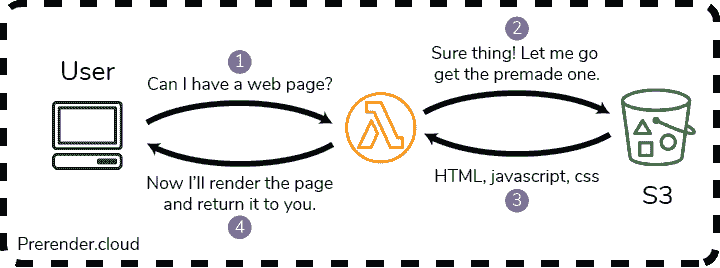 User
1
Can I have a web page?
2
Sure thing! Let me go
get the premade one.
HTML, javascript, css
3
S3
Now I’ll render the page
and return it to you.
4
Prerender.cloud